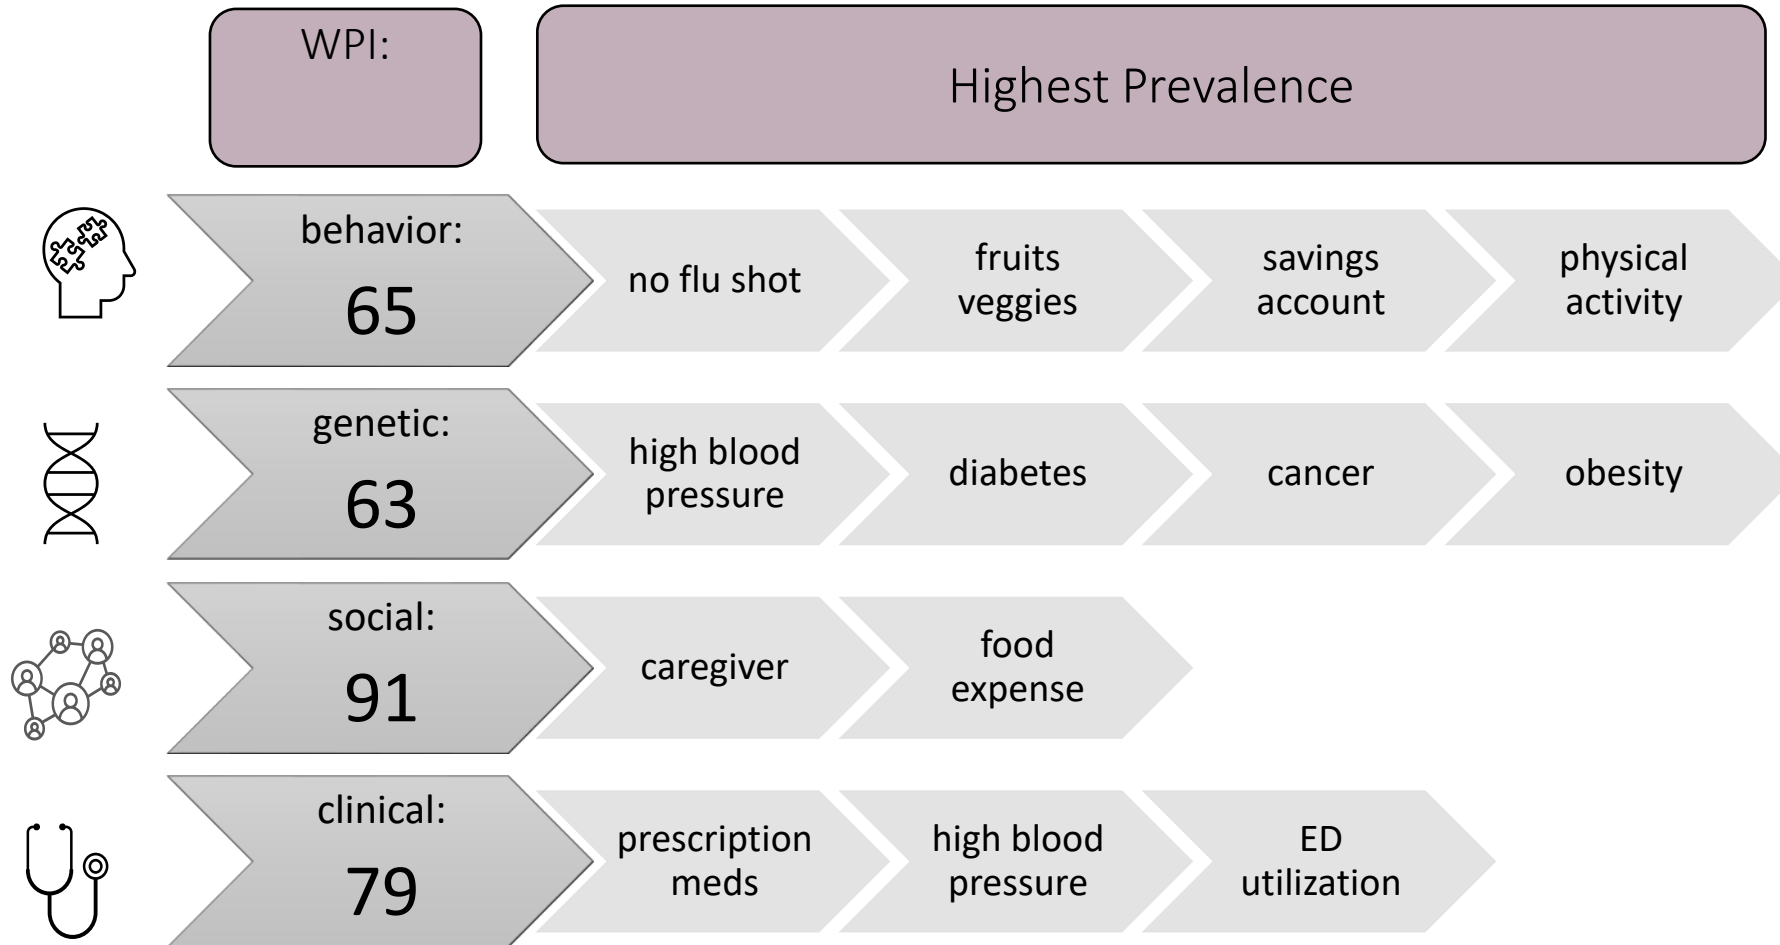 WPI:
Highest Prevalence
behavior:
65
no flu shot
fruits
veggies
savings
account
physical
activity
genetic:
63
high blood
pressure
diabetes
cancer
obesity
social:
91
caregiver
food
expense
clinical:
79
prescription
meds
high blood
pressure
ED
utilization